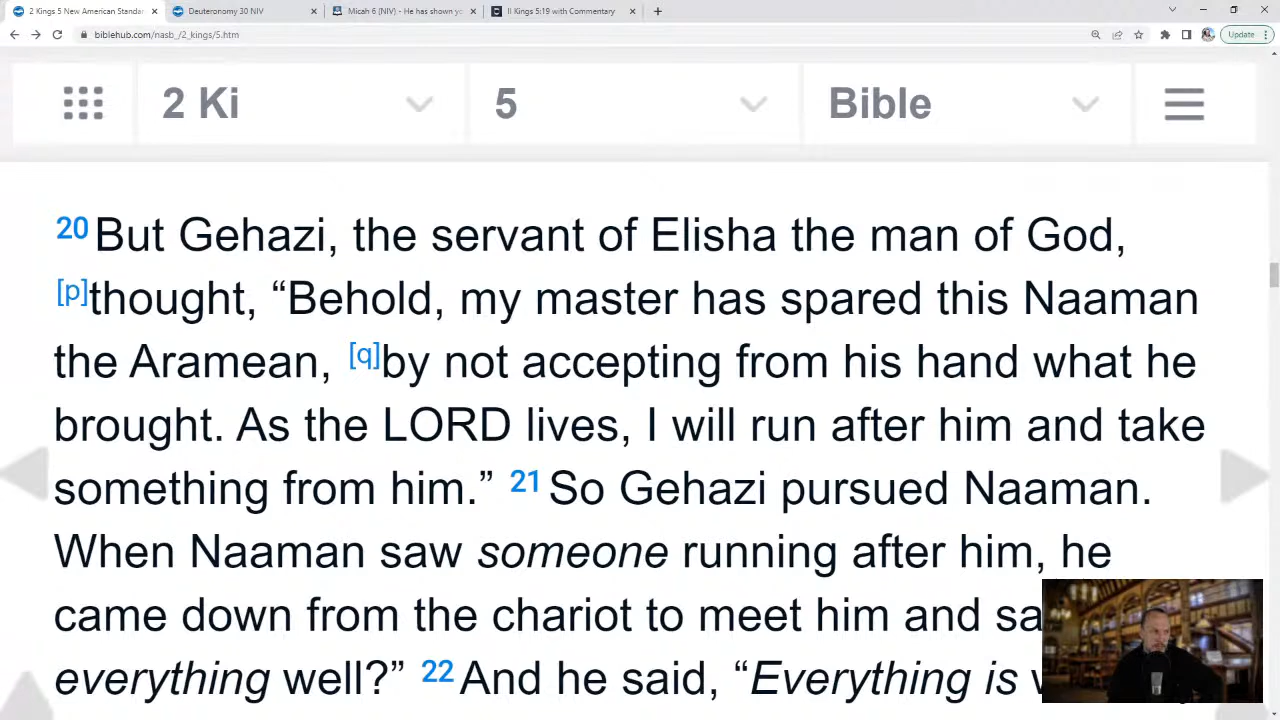 2 Kings 5 New American Standar
Deuteronomy 30 NIV
Micah 6 (NIV) - He has shown yo
II Kings 5:19 with Commentary
biblehub.com/nasb_/2_kings/5.htm
Update
2 Ki
5
Bible
20 But Gehazi, the servant of Elisha the man of God,
[p]thought, “Behold, my master has spared this Naaman
the Aramean, [q]by not accepting from his hand what he
brought. As the LORD lives, I will run after him and take
something from him.” 21 So Gehazi pursued Naaman.
When Naaman saw someone running after him, he
came down from the chariot to meet him and sa
everything well?” 22 And he said, “Everything is